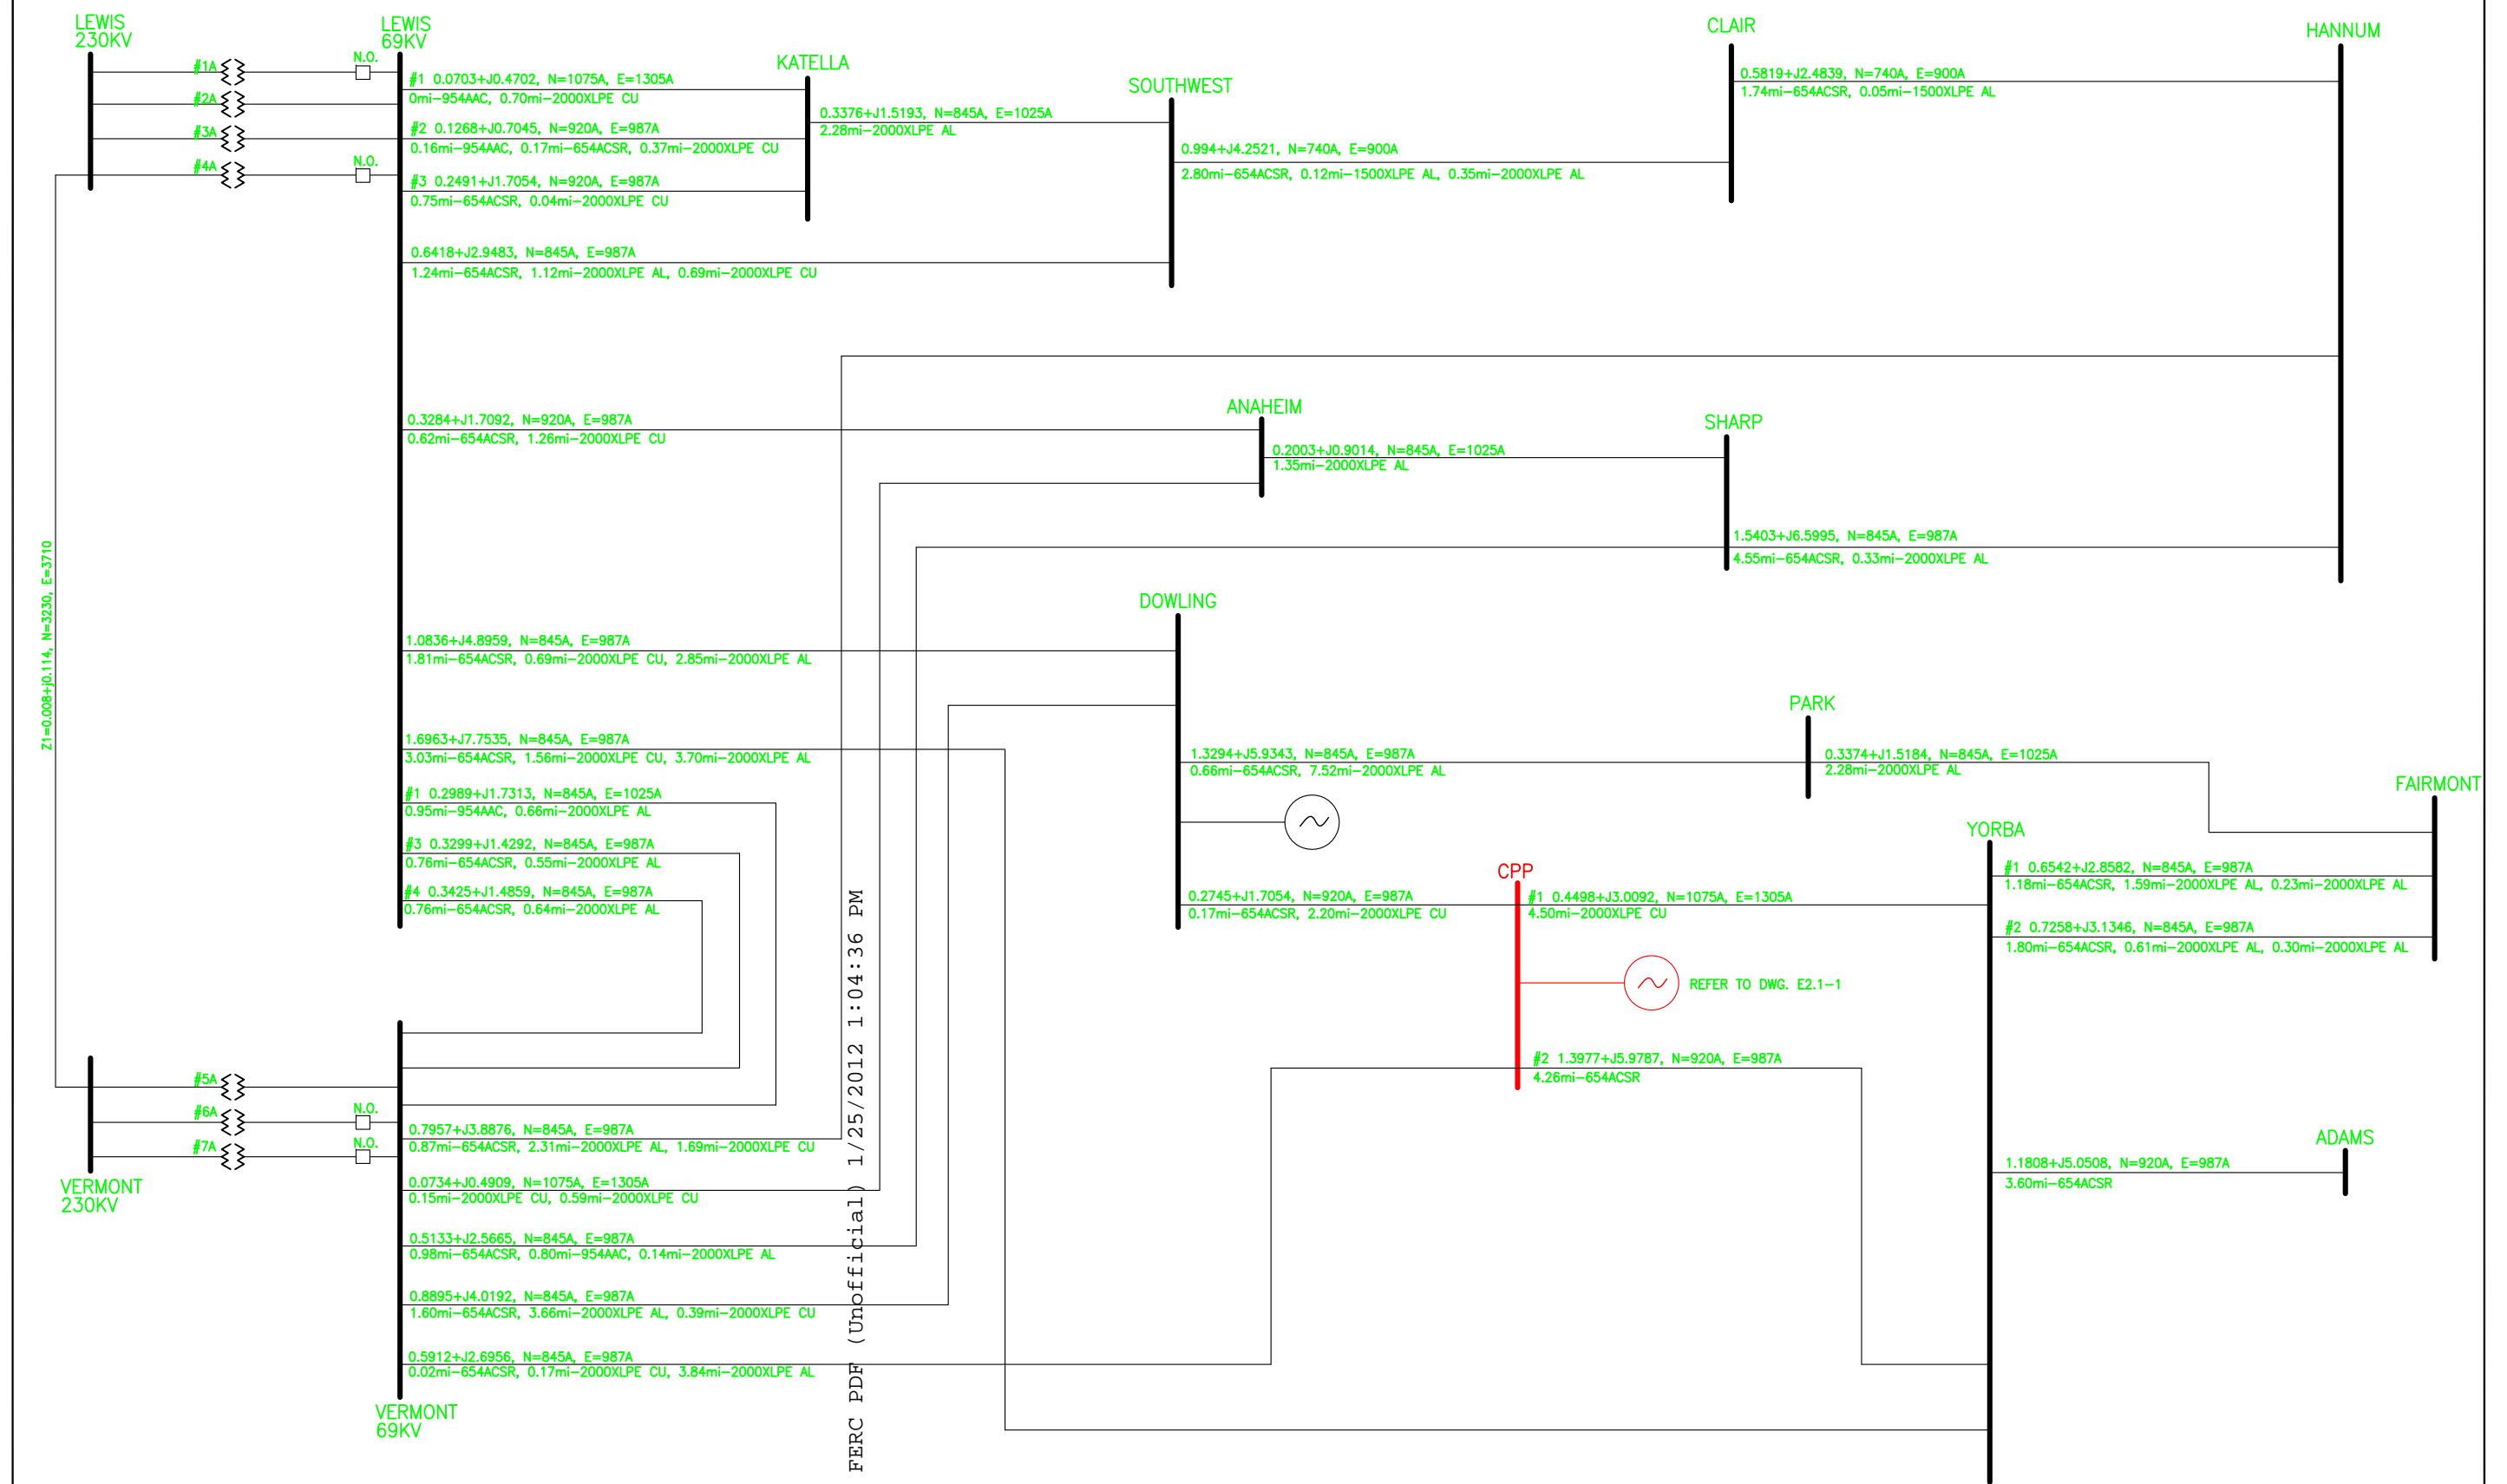 LEWIS
230KV
LEWIS
69KV
KATELLA
SOUTHWEST
CLAIR
HANNUM
#1A
N.O.
#2A
#3A
#4A
N.O.
#1 0.0703+J0.4702, N=1075A, E=1305A
0mi-954AAC, 0.70mi-2000XLPE CU
#2 0.1268+J0.7045, N=920A, E=987A
0.16mi-954AAC, 0.17mi-654ACSR, 0.37mi-2000XLPE CU
#3 0.2491+J1.7054, N=920A, E=987A
0.75mi-654ACSR, 0.04mi-2000XLPE CU
0.6418+J2.9483, N=845A, E=987A
1.24mi-654ACSR, 1.12mi-2000XLPE AL, 0.69mi-2000XLPE CU
0.3376+J1.5193, N=845A, E=1025A
2.28mi-2000XLPE AL
0.994+J4.2521, N=740A, E=900A
2.80mi-654ACSR, 0.12mi-1500XLPE AL, 0.35mi-2000XLPE AL
0.5819+J2.4839, N=740A, E=900A
1.74mi-654ACSR, 0.05mi-1500XLPE AL
0.3284+J1.7092, N=920A, E=987A
0.62mi-654ACSR, 1.26mi-2000XLPE CU
ANAHEIM
0.2003+J0.9014, N=845A, E=1025A
1.35mi-2000XLPE AL
SHARP
1.5403+J6.5995, N=845A, E=987A
4.55mi-654ACSR, 0.33mi-2000XLPE AL
Z1=0.008+j0.114, N=3230, E=3710
1.0836+J4.8959, N=845A, E=987A
1.81mi-654ACSR, 0.69mi-2000XLPE CU, 2.85mi-2000XLPE AL
DOWLING
1.6963+J7.7535, N=845A, E=987A
3.03mi-654ACSR, 1.56mi-2000XLPE CU, 3.70mi-2000XLPE AL
1.3294+J5.9343, N=845A, E=987A
0.66mi-654ACSR, 7.52mi-2000XLPE AL
PARK
0.3374+J1.5184, N=845A, E=1025A
2.28mi-2000XLPE AL
FAIRMONT
#1 0.2989+J1.7313, N=845A, E=1025A
0.95mi-954AAC, 0.66mi-2000XLPE AL
#3 0.3299+J1.4292, N=845A, E=987A
0.76mi-654ACSR, 0.55mi-2000XLPE AL
#4 0.3425+J1.4859, N=845A, E=987A
0.76mi-654ACSR, 0.64mi-2000XLPE AL
YORBA
#1 0.6542+J2.8582, N=845A, E=987A
1.18mi-654ACSR, 1.59mi-2000XLPE AL, 0.23mi-2000XLPE AL
#2 0.7258+J3.1346, N=845A, E=987A
1.80mi-654ACSR, 0.61mi-2000XLPE AL, 0.30mi-2000XLPE AL
0.2745+J1.7054, N=920A, E=987A
0.17mi-654ACSR, 2.20mi-2000XLPE CU
CPP
#1 0.4498+J3.0092, N=1075A, E=1305A
4.50mi-2000XLPE CU
REFER TO DWG. E2.1-1
#2 1.3977+J5.9787, N=920A, E=987A
4.26mi-654ACSR
ADAMS
1.1808+J5.0508, N=920A, E=987A
3.60mi-654ACSR
#5A
#6A
N.O.
#7A
N.O.
VERMONT
230KV
0.7957+J3.8876, N=845A, E=987A
0.87mi-654ACSR, 2.31mi-2000XLPE AL, 1.69mi-2000XLPE CU
0.0734+J0.4909, N=1075A, E=1305A
0.15mi-2000XLPE CU, 0.59mi-2000XLPE CU
0.5133+J2.5665, N=845A, E=987A
0.98mi-654ACSR, 0.80mi-954AAC, 0.14mi-2000XLPE AL
0.8895+J4.0192, N=845A, E=987A
1.60mi-654ACSR, 3.66mi-2000XLPE AL, 0.39mi-2000XLPE CU
0.5912+J2.6956, N=845A, E=987A
0.02mi-654ACSR, 0.17mi-2000XLPE CU, 3.84mi-2000XLPE AL
VERMONT
69KV
FERC PDF (Unofficial) 1/25/2012 1:04:36 PM